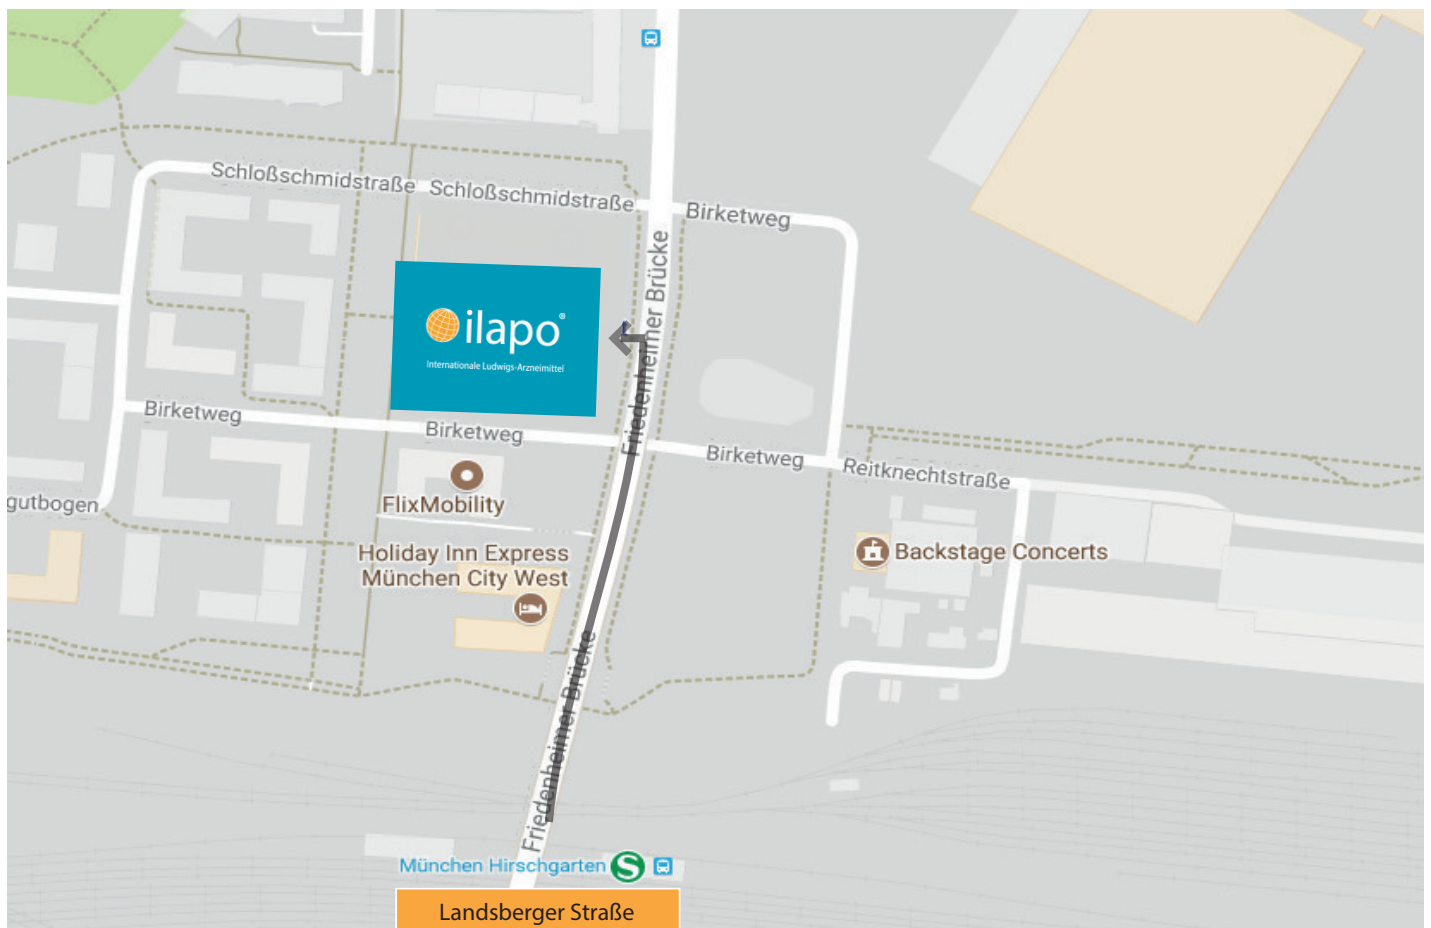 Schloßschmidstraße
Schloßschmidstraße
Birketweg
Friedenheimer Brücke
ilapo®
Internationale Ludwigs-Arzneimittel
Birketweg
Birketweg
Birketweg
Reitknechtstraße
gutbogen
FlixMobility
Holiday Inn Express
München City West
Backstage Concerts
Friedenheimer Brücke
München Hirschgarten S
Landsberger Straße